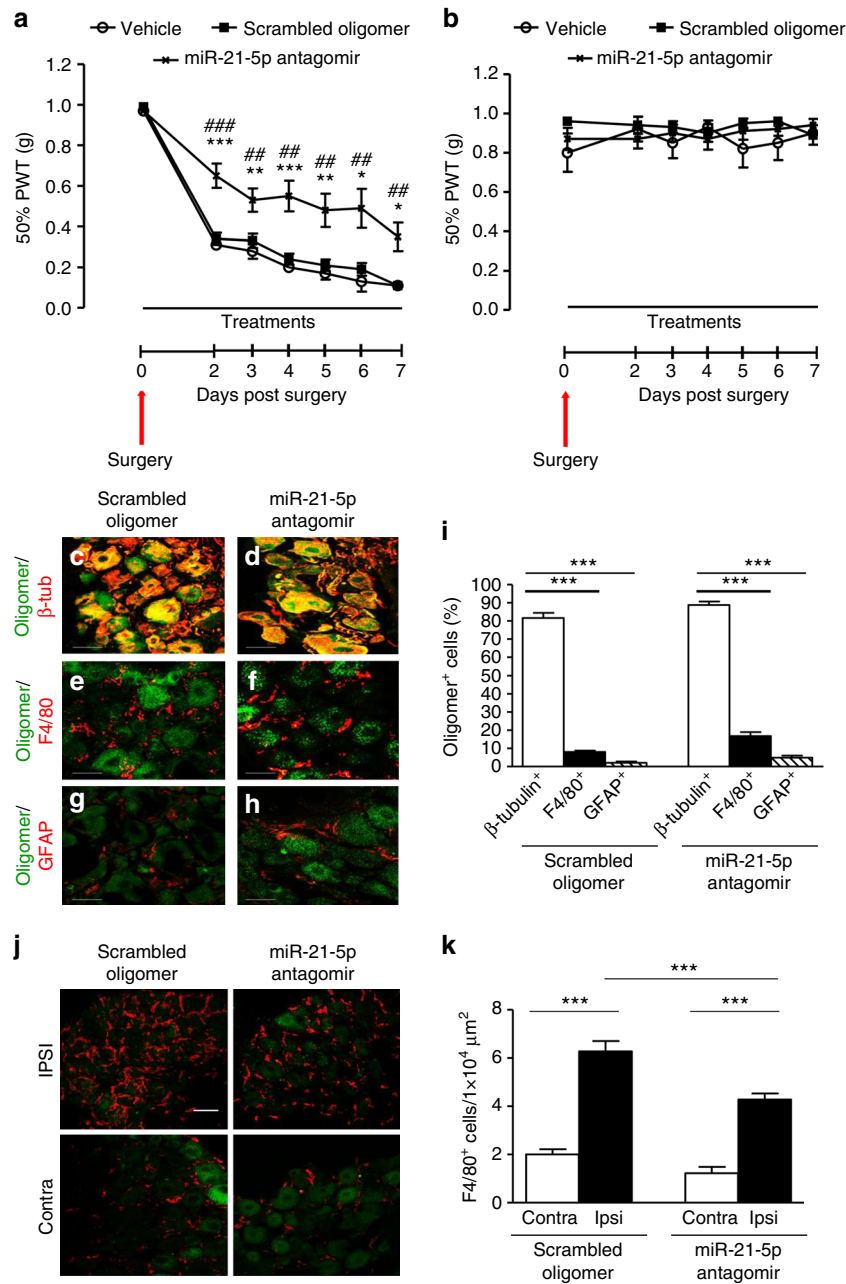 a
Vehicle
Scrambled oligomer
miR-21-5p antagomir
50% PWT (g)
1.2
1.0
0.8
0.6
0.4
0.2
0.0
###
***
##
**
##
***
##
**
##
*
##
*
Treatments
0 2 3 4 5 6 7
Days post surgery
Surgery
b
Vehicle
Scrambled oligomer
miR-21-5p antagomir
50% PWT (g)
1.2
1.0
0.8
0.6
0.4
0.2
0.0
Treatments
0 2 3 4 5 6 7
Days post surgery
Surgery
Scrambled
oligomer
miR-21-5p
antagomir
Oligomer/
β-tub
c
d
Oligomer/
F4/80
e
f
Oligomer/
GFAP
g
h
i
Oligomer⁺ cells (%)
100
90
80
70
60
50
40
30
20
10
0
***
***
***
***
β-tubulin⁺
F4/80⁺
GFAP⁺
β-tubulin⁺
F4/80⁺
GFAP⁺
Scrambled
oligomer
miR-21-5p
antagomir
j
Scrambled
oligomer
miR-21-5p
antagomir
IPSI
Contra
k
F4/80⁺ cells/1×10⁴ μm²
8
6
4
2
0
***
***
***
Contra Ipsi
Contra Ipsi
Scrambled
oligomer
miR-21-5p
antagomir